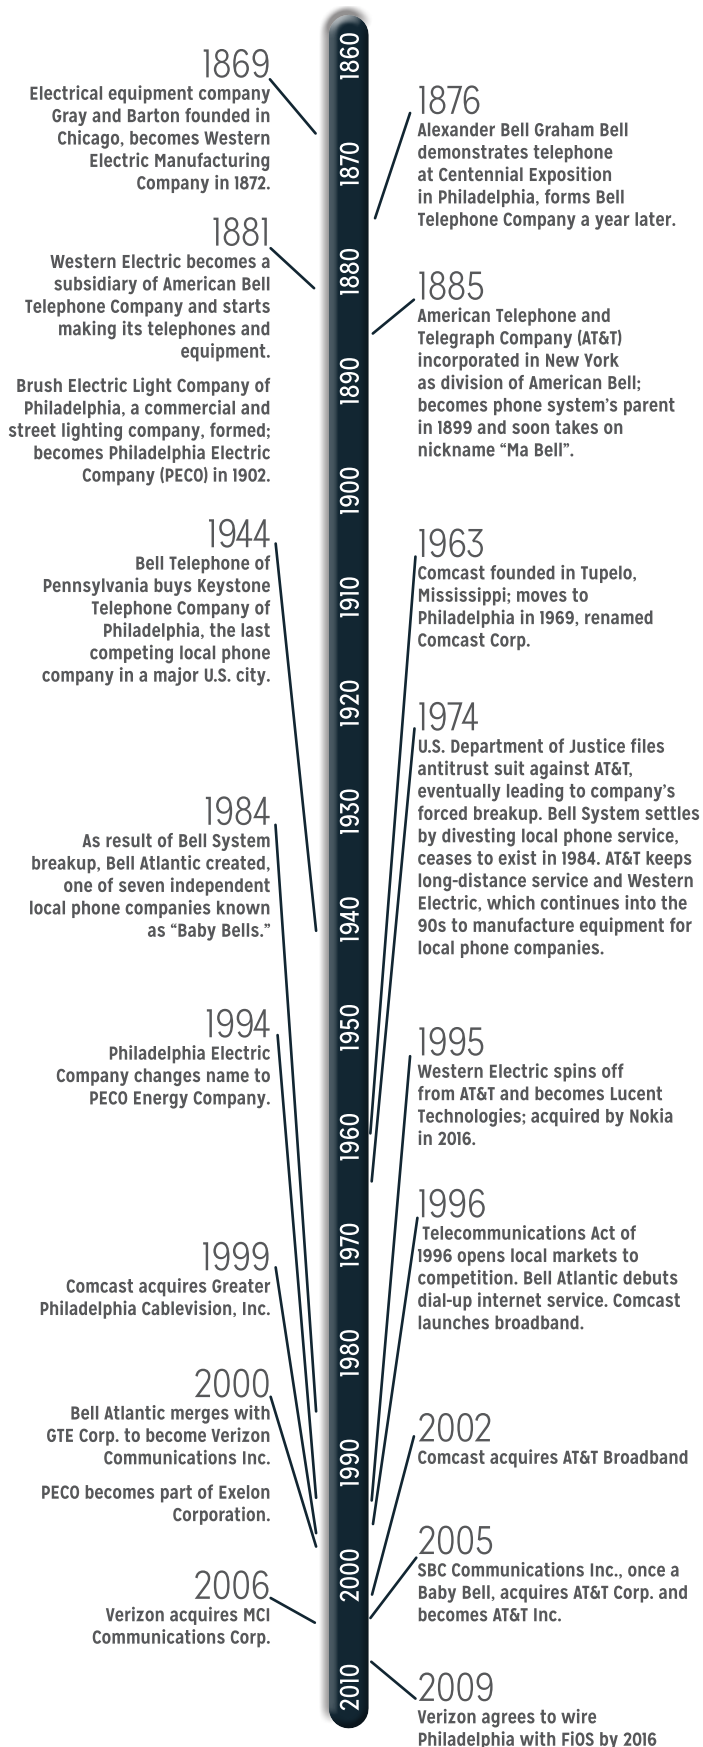 1860
1870
1880
1890
1900
1910
1920
1930
1940
1950
1960
1970
1980
1990
2000
2010
1869
Electrical equipment company
Gray and Barton founded in
Chicago, becomes Western
Electric Manufacturing
Company in 1872.
1876
Alexander Bell Graham Bell
demonstrates telephone
at Centennial Exposition
in Philadelphia, forms Bell
Telephone Company a year later.
1881
Western Electric becomes a
subsidiary of American Bell
Telephone Company and starts
making its telephones and
equipment.
Brush Electric Light Company of
Philadelphia, a commercial and
street lighting company, formed;
becomes Philadelphia Electric
Company (PECO) in 1902.
1885
American Telephone and
Telegraph Company (AT&T)
incorporated in New York
as division of American Bell;
becomes phone system’s parent
in 1899 and soon takes on
nickname “Ma Bell”.
1944
Bell Telephone of
Pennsylvania buys Keystone
Telephone Company of
Philadelphia, the last
competing local phone
company in a major U.S. city.
1963
Comcast founded in Tupelo,
Mississippi; moves to
Philadelphia in 1969, renamed
Comcast Corp.
1974
U.S. Department of Justice files
antitrust suit against AT&T,
eventually leading to company’s
forced breakup. Bell System settles
by divesting local phone service,
ceases to exist in 1984. AT&T keeps
long-distance service and Western
Electric, which continues into the
90s to manufacture equipment for
local phone companies.
1984
As result of Bell System
breakup, Bell Atlantic created,
one of seven independent
local phone companies known
as “Baby Bells.”
1994
Philadelphia Electric
Company changes name to
PECO Energy Company.
1995
Western Electric spins off
from AT&T and becomes Lucent
Technologies; acquired by Nokia
in 2016.
1996
Telecommunications Act of
1996 opens local markets to
competition. Bell Atlantic debuts
dial-up internet service. Comcast
launches broadband.
1999
Comcast acquires Greater
Philadelphia Cablevision, Inc.
2000
Bell Atlantic merges with
GTE Corp. to become Verizon
Communications Inc.
PECO becomes part of Exelon
Corporation.
2002
Comcast acquires AT&T Broadband
2005
SBC Communications Inc., once a
Baby Bell, acquires AT&T Corp. and
becomes AT&T Inc.
2006
Verizon acquires MCI
Communications Corp.
2009
Verizon agrees to wire
Philadelphia with FiOS by 2016